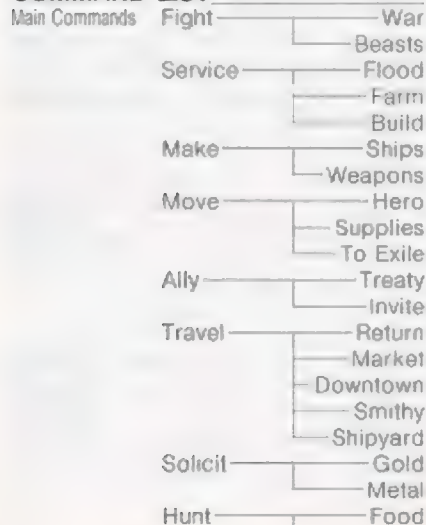 Main Commands Fight War
Beasts
Service Flood
Farm
Build
Make Ships
Weapons
Move Hero
Supplies
To Exile
Ally Treaty
Invite
Travel Return
Market
Downtown
Smithy
Shipyard
Solicit Gold
Metal
Hunt Food